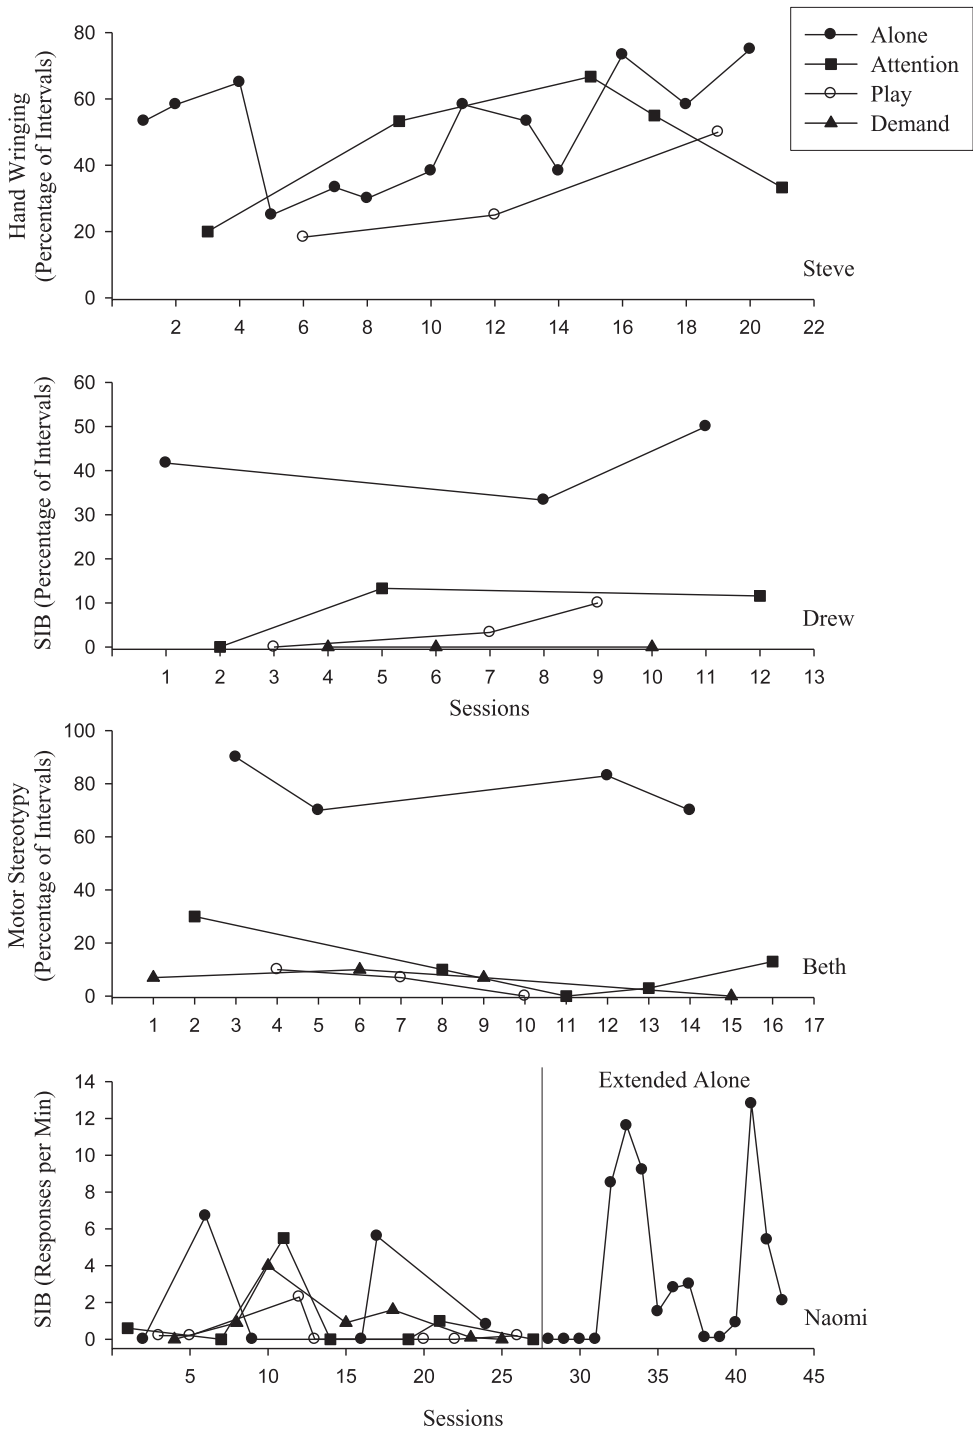 Alone
Attention
Play
Demand
Hand Wringing
(Percentage of Intervals)
80
60
40
20
0
Steve
2 4 6 8 10 12 14 16 18 20 22
SIB (Percentage of Intervals)
60
50
40
30
20
10
0
Drew
1 2 3 4 5 6 7 8 9 10 11 12 13
Sessions
Motor Stereotypy
(Percentage of Intervals)
100
80
60
40
20
0
Beth
1 2 3 4 5 6 7 8 9 10 11 12 13 14 15 16 17
Extended Alone
SIB (Responses per Min)
14
12
10
8
6
4
2
0
Naomi
5 10 15 20 25 30 35 40 45
Sessions